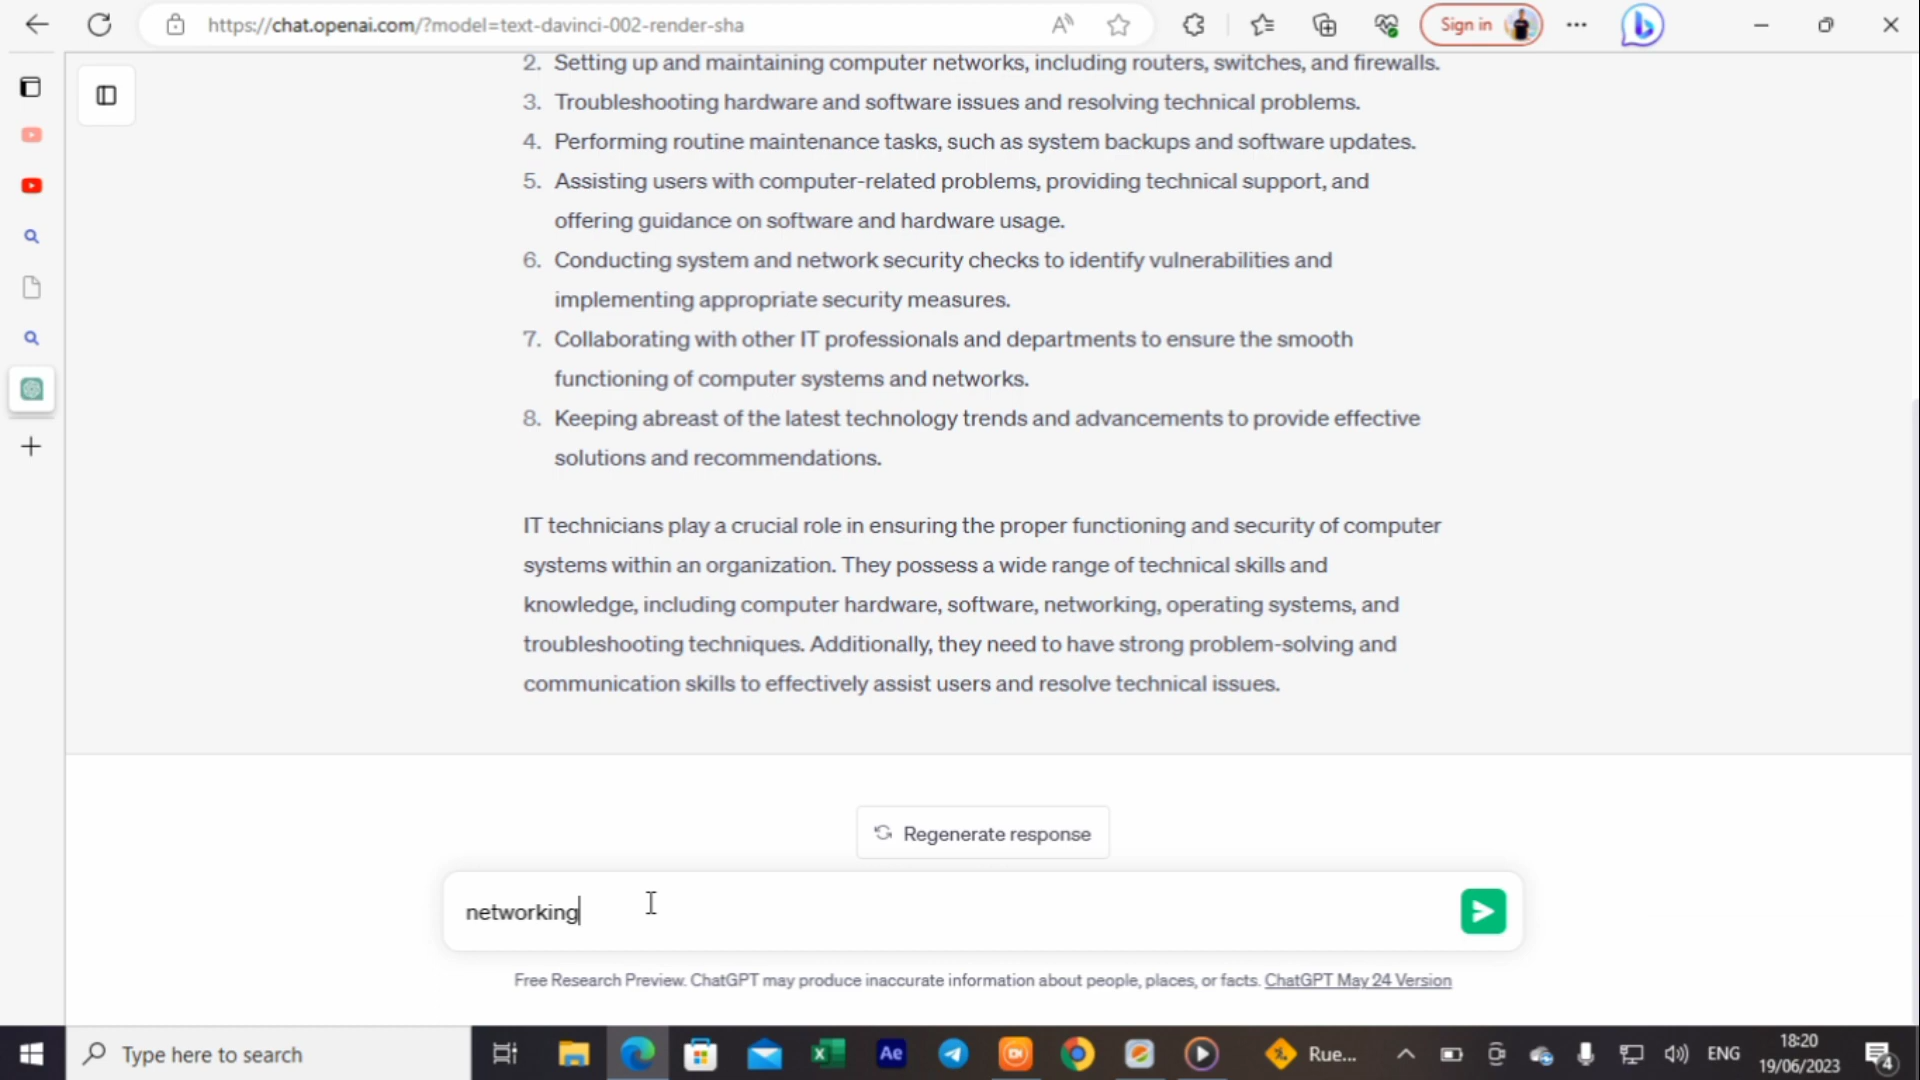 https://chat.openai.com/?model=text-davinci-002-render-sha
Sign in
2. Setting up and maintaining computer networks, including routers, switches, and firewalls.
3. Troubleshooting hardware and software issues and resolving technical problems.
4. Performing routine maintenance tasks, such as system backups and software updates.
5. Assisting users with computer-related problems, providing technical support, and
offering guidance on software and hardware usage.
6. Conducting system and network security checks to identify vulnerabilities and
implementing appropriate security measures.
7. Collaborating with other IT professionals and departments to ensure the smooth
functioning of computer systems and networks.
8. Keeping abreast of the latest technology trends and advancements to provide effective
solutions and recommendations.
IT technicians play a crucial role in ensuring the proper functioning and security of computer
systems within an organization. They possess a wide range of technical skills and
knowledge, including computer hardware, software, networking, operating systems, and
troubleshooting techniques. Additionally, they need to have strong problem-solving and
communication skills to effectively assist users and resolve technical issues.
Regenerate response
networking
Free Research Preview. ChatGPT may produce inaccurate information about people, places, or facts. ChatGPT May 24 Version
Type here to search
Ae
Rue...
ENG
18:20
19/06/2023
4